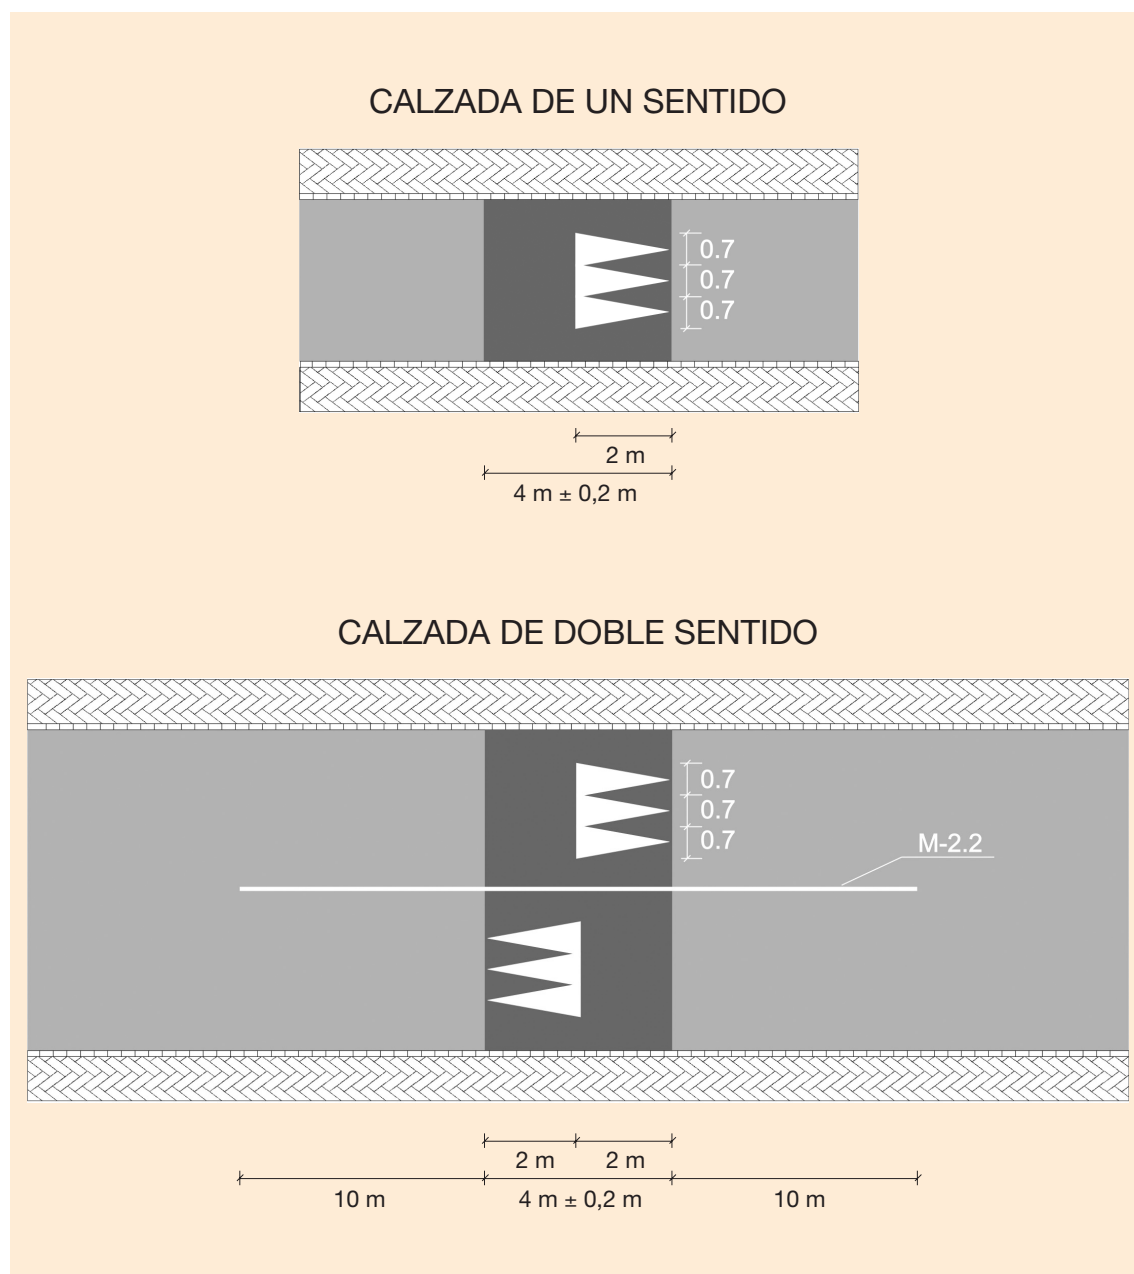 CALZADA DE UN SENTIDO
0.7
0.7
0.7
2 m
4 m ± 0,2 m
CALZADA DE DOBLE SENTIDO
0.7
0.7
0.7
M-2.2
2 m 2 m
10 m 4 m ± 0,2 m 10 m